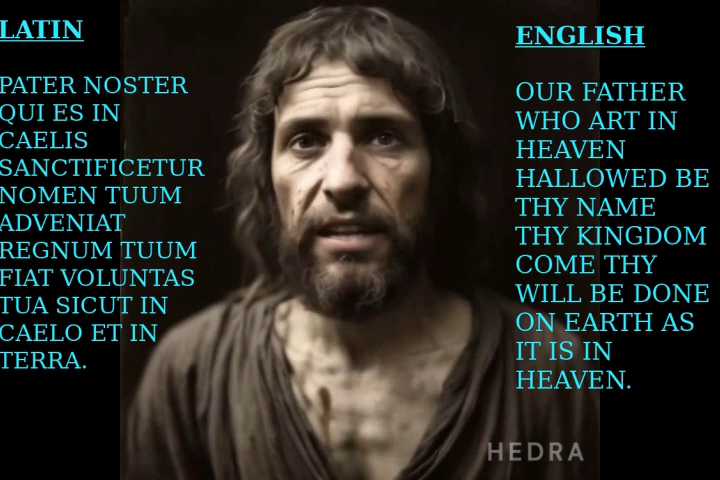 LATIN
PATER NOSTER
QUI ES IN
CAELIS
SANCTIFICETUR
NOMEN TUUM
ADVENIAT
REGNUM TUUM
FIAT VOLUNTAS
TUA SICUT IN
CAELO ET IN
TERRA.
ENGLISH
OUR FATHER
WHO ART IN
HEAVEN
HALLOWED BE
THY NAME
THY KINGDOM
COME THY
WILL BE DONE
ON EARTH AS
IT IS IN
HEAVEN.
HEDRA